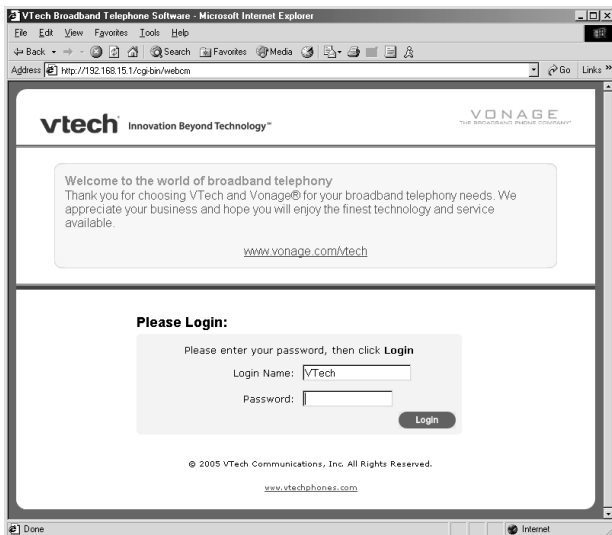 VTech Broadband Telephone Software - Microsoft Internet Explorer
File Edit View Favorites Tools Help
Back Search Favorites Media
Address http://192.168.15.1/cgi-bin/webcm Go Links »
vtech Innovation Beyond Technology™
VONAGE
THE BROADBAND PHONE COMPANY
Welcome to the world of broadband telephony
Thank you for choosing VTech and Vonage® for your broadband telephony needs. We
appreciate your business and hope you will enjoy the finest technology and service
available.
www.vonage.com/vtech
Please Login:
Please enter your password, then click Login
Login Name: VTech
Password:
Login
© 2005 VTech Communications, Inc. All Rights Reserved.
www.vtechphones.com
Done Internet